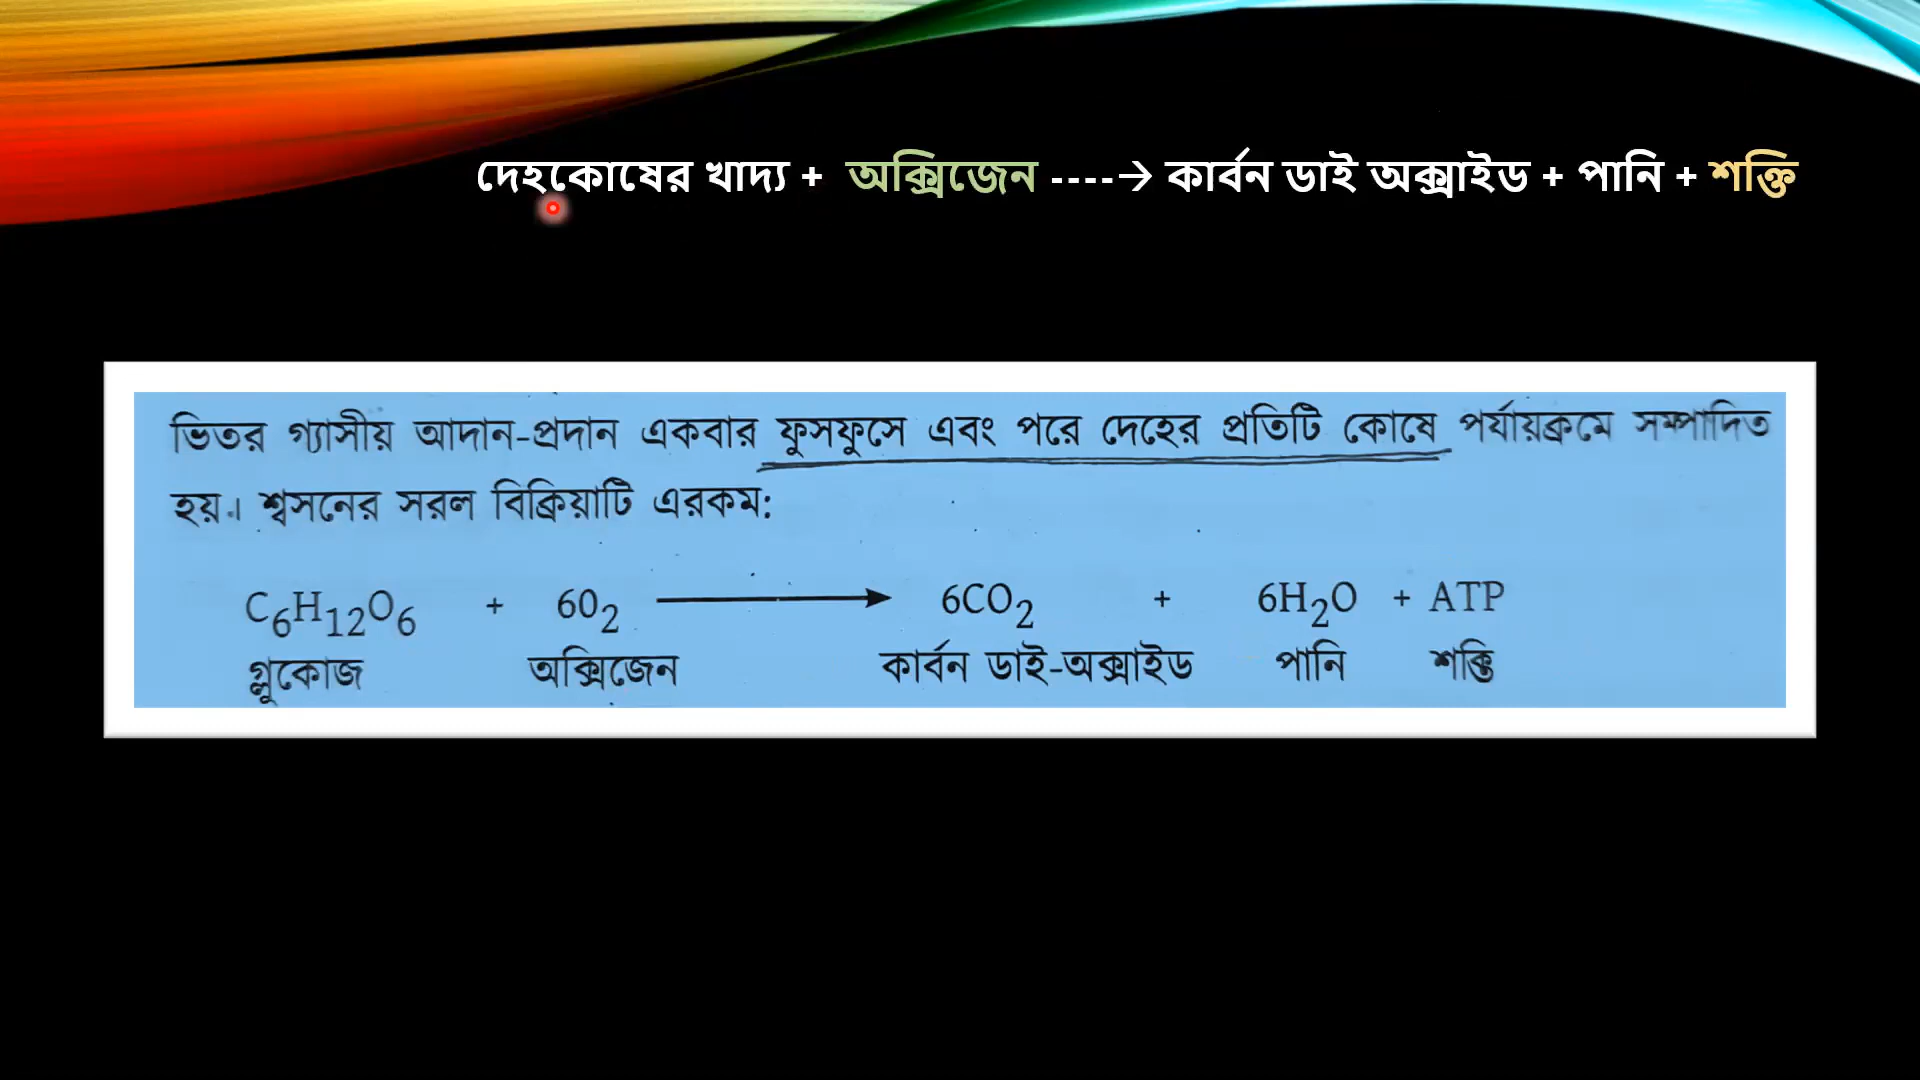 দেহকোষের খাদ্য + অক্সিজেন ----→ কার্বন ডাই অক্সাইড + পানি + শক্তি
ভিতর গ্যাসীয় আদান-প্রদান একবার ফুসফুসে এবং পরে দেহের প্রতিটি কোষে পর্যায়ক্রমে সম্পাদিত
হয়। শ্বসনের সরল বিক্রিয়াটি এরকম:
C₆H₁₂O₆ + 6O₂ ⟶ 6CO₂ + 6H₂O + ATP
গ্লুকোজ অক্সিজেন কার্বন ডাই-অক্সাইড পানি শক্তি